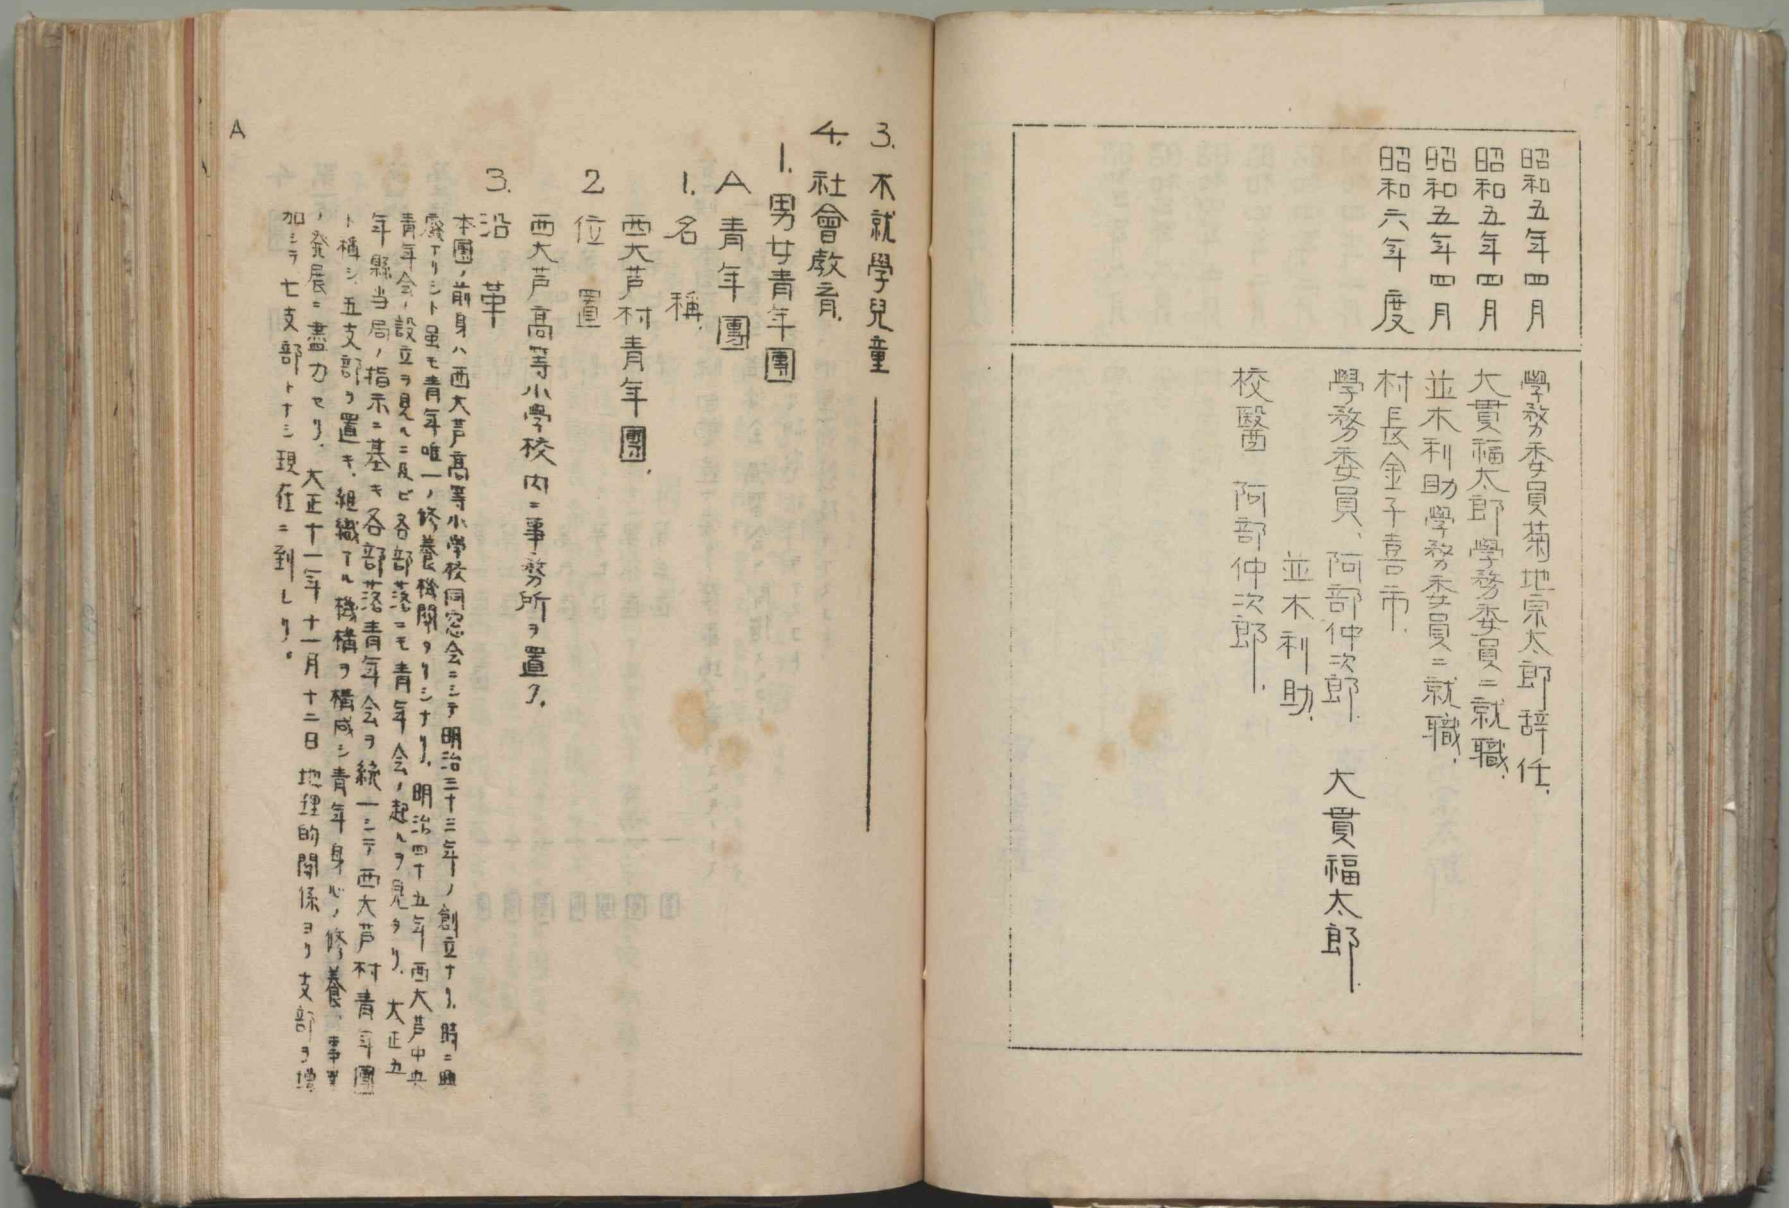 昭和五年四月 學務委員菊地宗太郎辞任、
昭和五年四月 大貫福太郎學務委員ニ就職、
昭和五年四月 並木利助学務委員ニ就職、
昭和六年度 村長金子喜市、
學務委員、阿部仲次郎 大貫福太郎
並木利助、
校醫 阿部仲次郎、
3. 不就學兒童 ―
4. 社會教育、
1. 男女青年團
A 青年團
1. 名稱、
西大芦村青年團、
2 位置
西大芦高等小學校内ニ事務所ヲ置ク、
3. 沿革
本團ノ前身ハ西大芦高等小学校同窓会ニシテ明治三十三年ノ創立ナリ、時ニ興
廢アリシト虽モ青年唯一ノ修養機関タリシナリ、明治四十五年西大芦中央
青年会ノ設立ヲ見ルニ及ビ各部落ニモ青年会ノ起ルヲ見タリ、大正五
年縣当局ノ指示ニ基キ各部落青年会ヲ統一シテ西大芦村青年團
ト稱シ、五支部ヲ置キ、組織アル機構ヲ構成シ青年身心ノ修養、事業
ノ発展ニ盡力セリ、大正十一年十一月十二日地理的関係ヨリ支部ヲ増
加シテ七支部トナシ現在ニ到レリ。
A